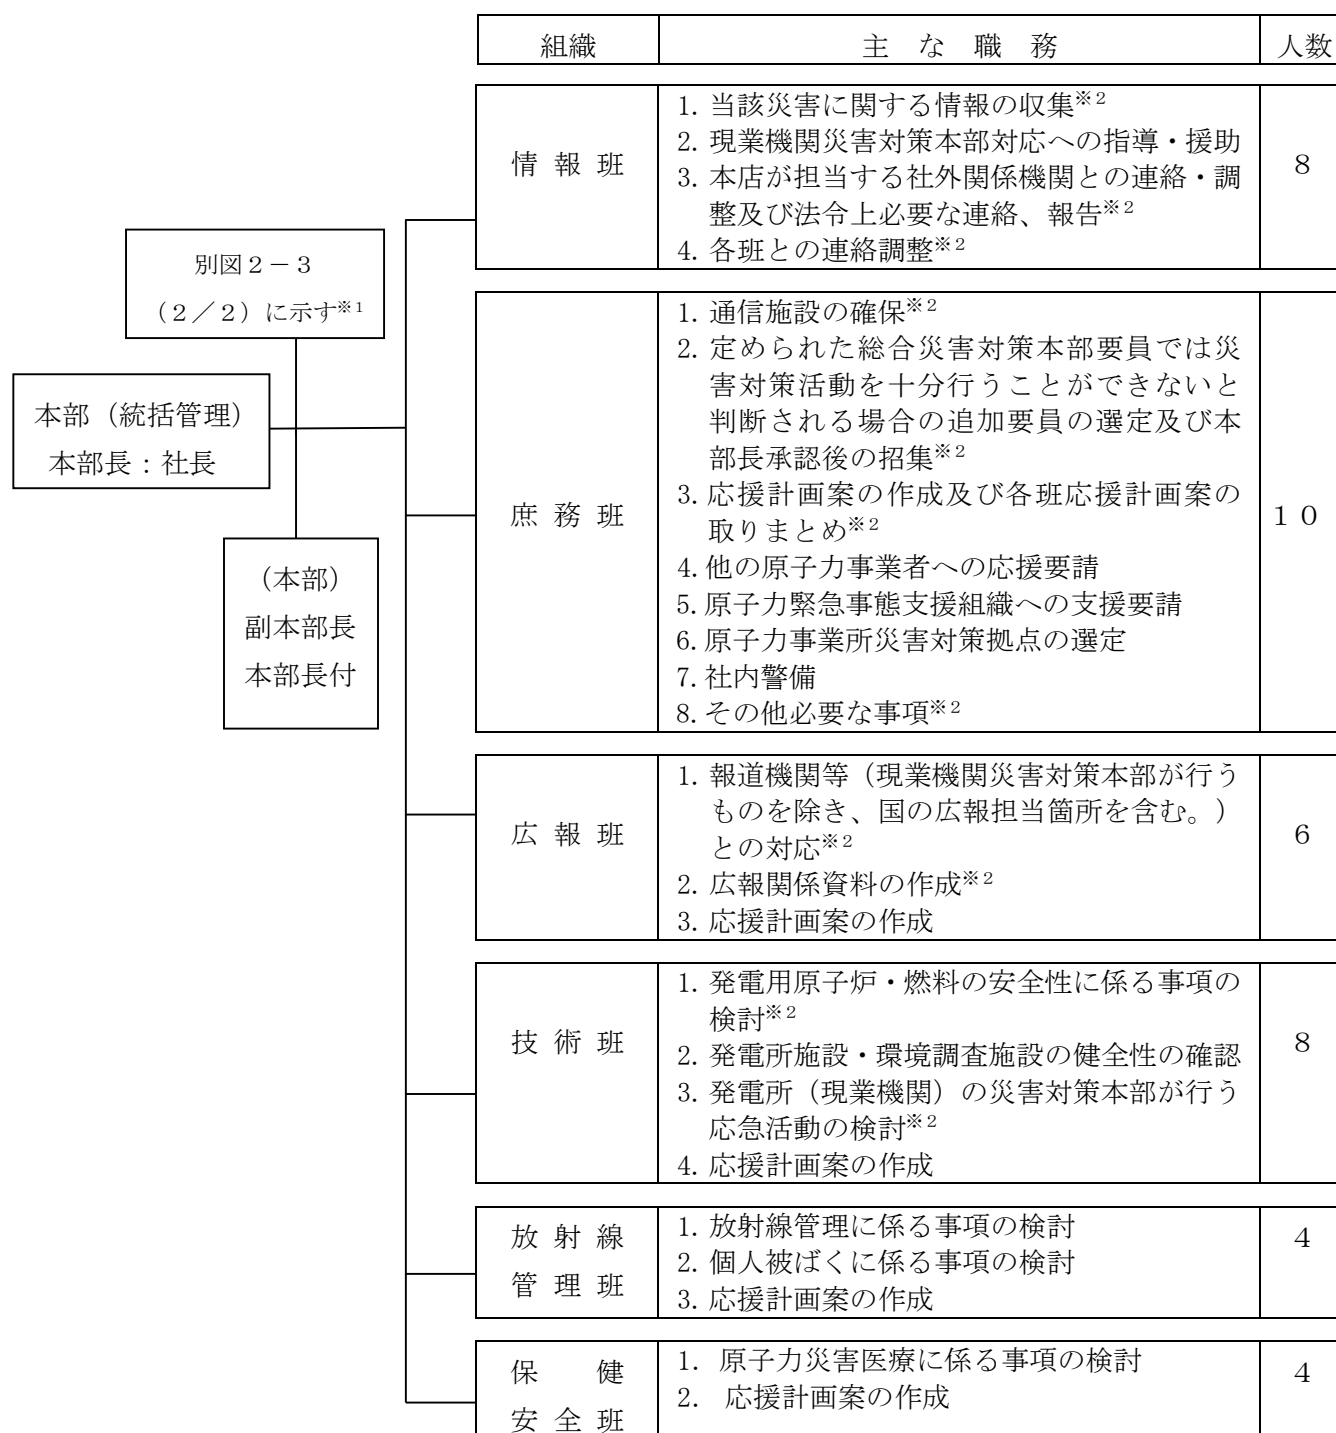 組織 主な職務 人数
別図２－３
（２／２）に示す※１
本部（統括管理）
本部長：社長
（本部）
副本部長
本部長付
情報班
1. 当該災害に関する情報の収集※２
2. 現業機関災害対策本部対応への指導・援助
3. 本店が担当する社外関係機関との連絡・調
整及び法令上必要な連絡、報告※２
4. 各班との連絡調整※２
８
庶務班
1. 通信施設の確保※２
2. 定められた総合災害対策本部要員では災
害対策活動を十分行うことができないと
判断される場合の追加要員の選定及び本
部長承認後の招集※２
3. 応援計画案の作成及び各班応援計画案の
取りまとめ※２
4. 他の原子力事業者への応援要請
5. 原子力緊急事態支援組織への支援要請
6. 原子力事業所災害対策拠点の選定
7. 社内警備
8. その他必要な事項※２
１０
広報班
1. 報道機関等（現業機関災害対策本部が行う
ものを除き、国の広報担当箇所を含む。）
との対応※２
2. 広報関係資料の作成※２
3. 応援計画案の作成
６
技術班
1. 発電用原子炉・燃料の安全性に係る事項の
検討※２
2. 発電所施設・環境調査施設の健全性の確認
3. 発電所（現業機関）の災害対策本部が行う
応急活動の検討※２
4. 応援計画案の作成
８
放射線
管理班
1. 放射線管理に係る事項の検討
2. 個人被ばくに係る事項の検討
3. 応援計画案の作成
４
保健
安全班
1. 原子力災害医療に係る事項の検討
2. 応援計画案の作成
４